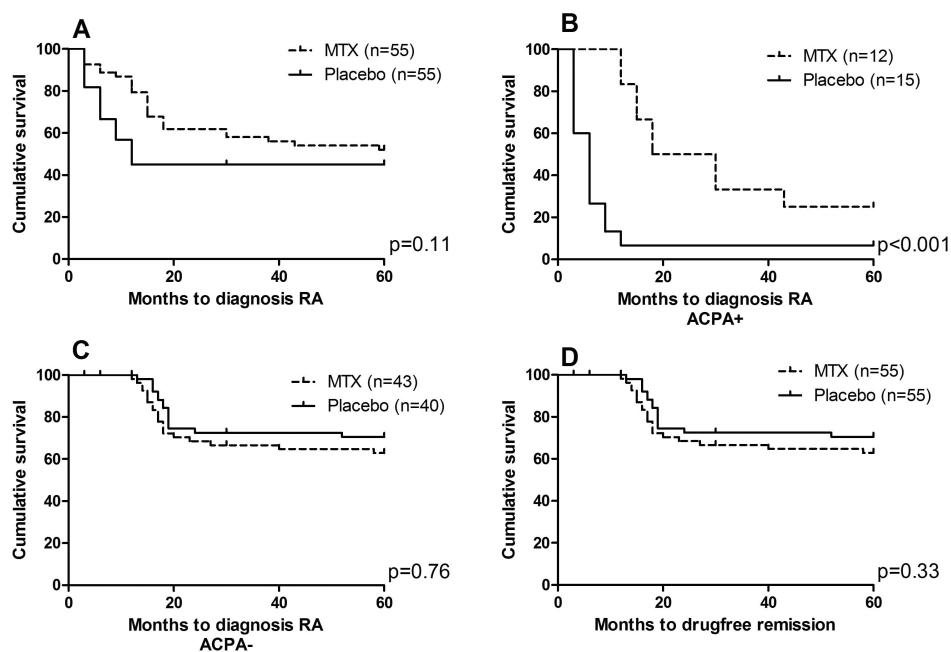 A
MTX (n=55)
Placebo (n=55)
Cumulative survival
100
80
60
40
20
0
0 20 40 60
p=0.11
Months to diagnosis RA
B
MTX (n=12)
Placebo (n=15)
Cumulative survival
100
80
60
40
20
0
0 20 40 60
p<0.001
Months to diagnosis RA
ACPA+
C
MTX (n=43)
Placebo (n=40)
Cumulative survival
100
80
60
40
20
0
0 20 40 60
p=0.76
Months to diagnosis RA
ACPA-
D
MTX (n=55)
Placebo (n=55)
Cumulative survival
100
80
60
40
20
0
0 20 40 60
p=0.33
Months to drugfree remission